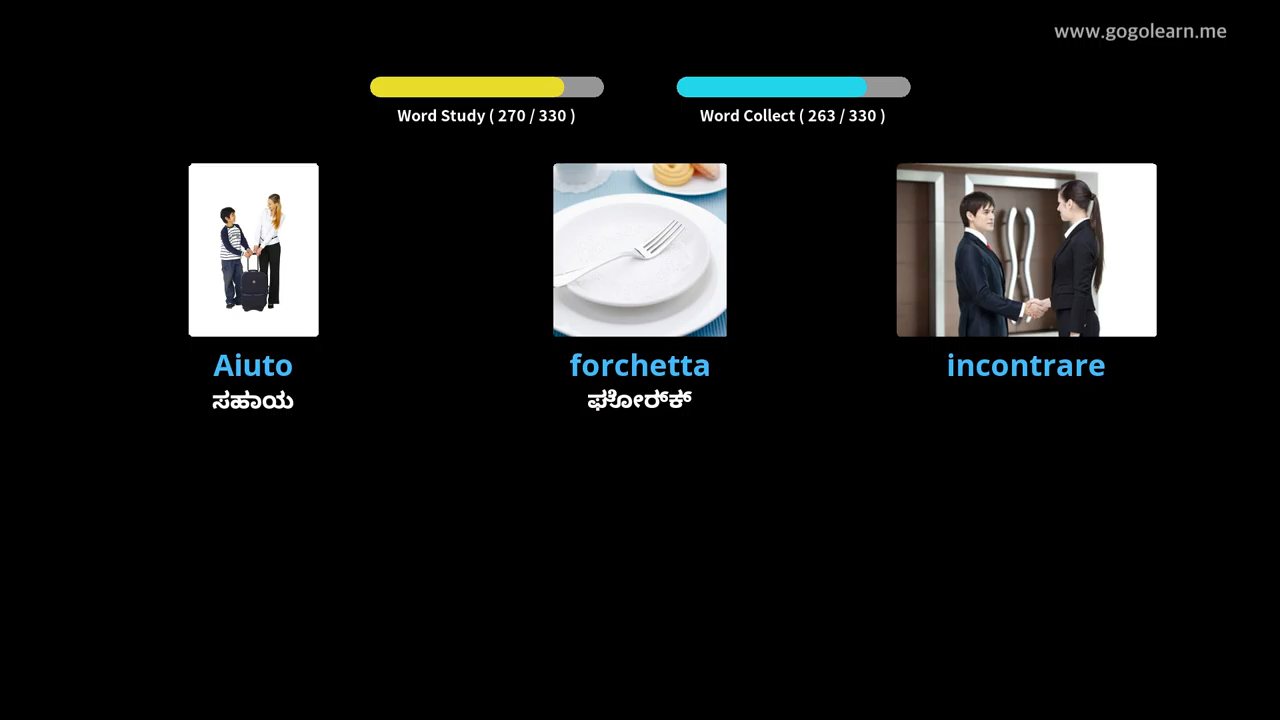 www.gogolearn.me
Word Study ( 270 / 330 )
Word Collect ( 263 / 330 )
Aiuto
forchetta
incontrare
ಸಹಾಯ
ಫೋರ್‌ಕ್